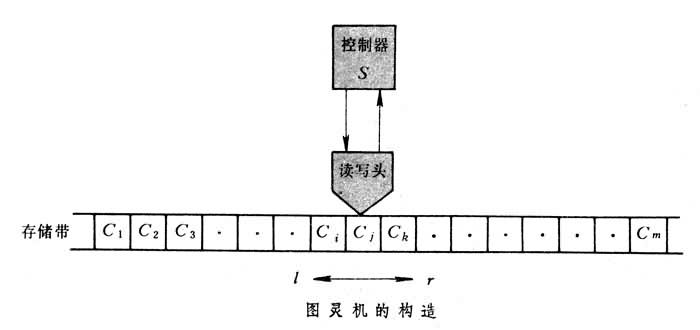 控制器
S
读写头
存储带 C1 C2 C3 · · · Ci Cj Ck · · · · · · Cm
l r
图灵机的构造